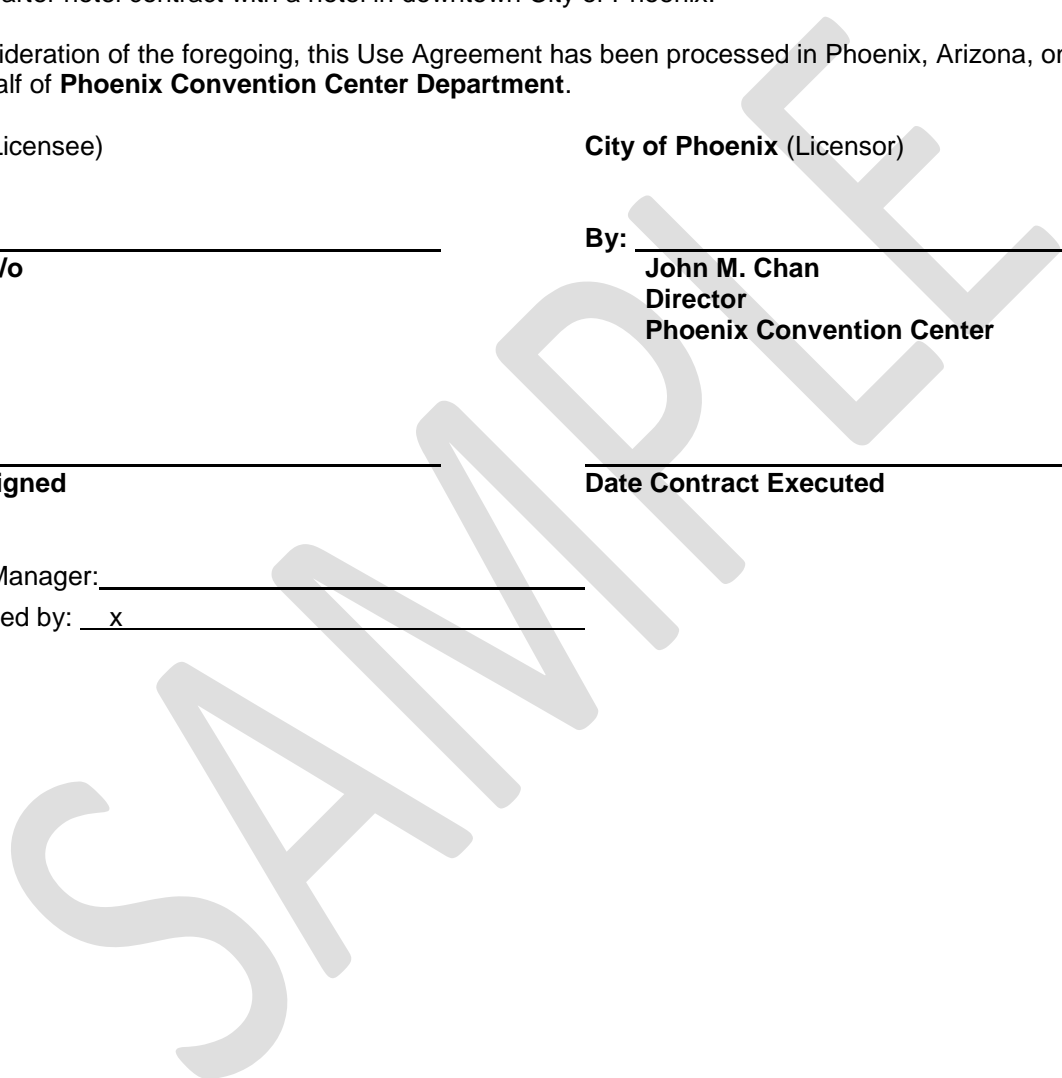 hotel contract with a hotel in downtown City of Phoenix.
ideration of the foregoing, this Use Agreement has been processed in Phoenix, Arizona, or
alf of Phoenix Convention Center Department.
Licensee)
City of Phoenix (Licensor)
By:
/o
John M. Chan
Director
Phoenix Convention Center
igned
Date Contract Executed
Manager:
ed by: x
SAMPLE